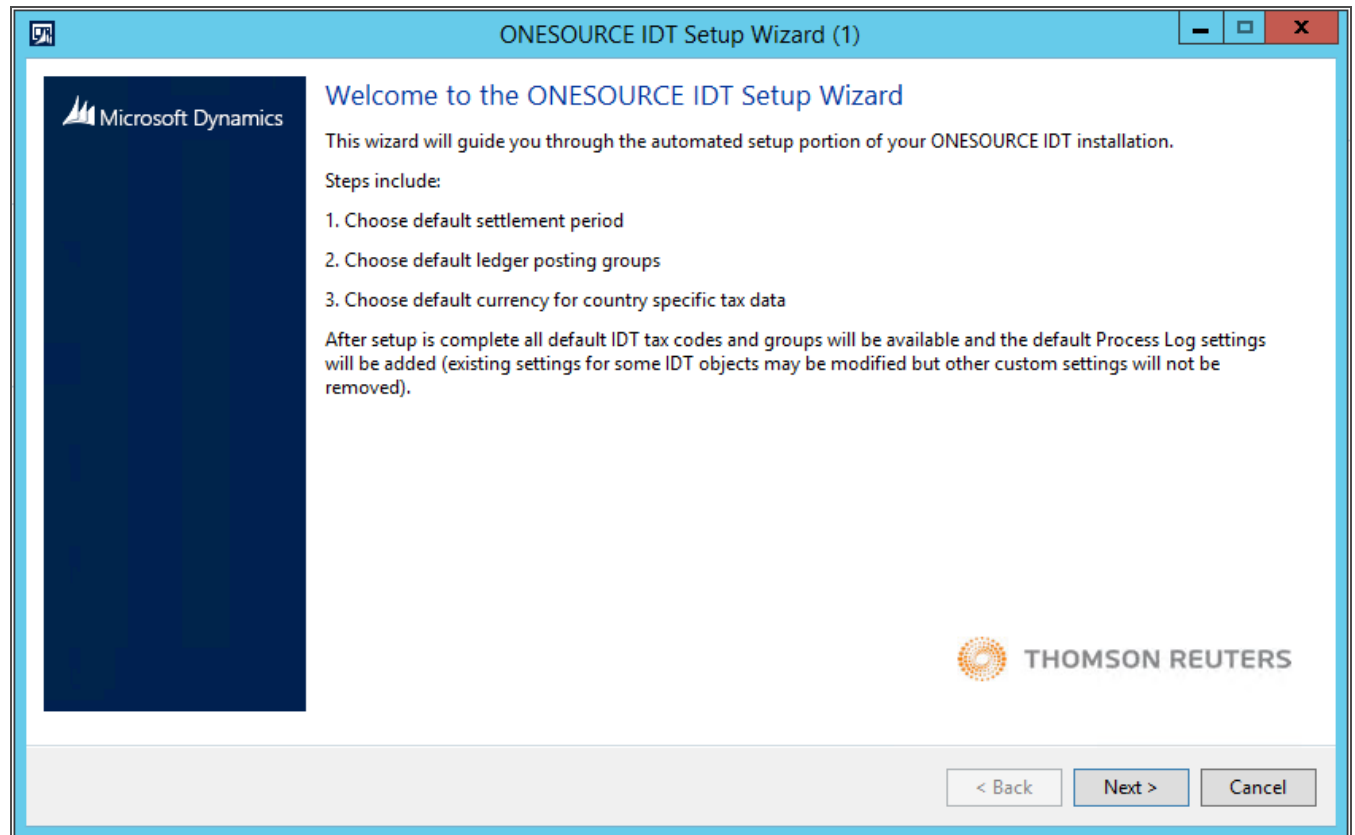 ONESOURCE IDT Setup Wizard (1)
Microsoft Dynamics
Welcome to the ONESOURCE IDT Setup Wizard
This wizard will guide you through the automated setup portion of your ONESOURCE IDT installation.
Steps include:
1. Choose default settlement period
2. Choose default ledger posting groups
3. Choose default currency for country specific tax data
After setup is complete all default IDT tax codes and groups will be available and the default Process Log settings
will be added (existing settings for some IDT objects may be modified but other custom settings will not be
removed).
THOMSON REUTERS
< Back Next > Cancel